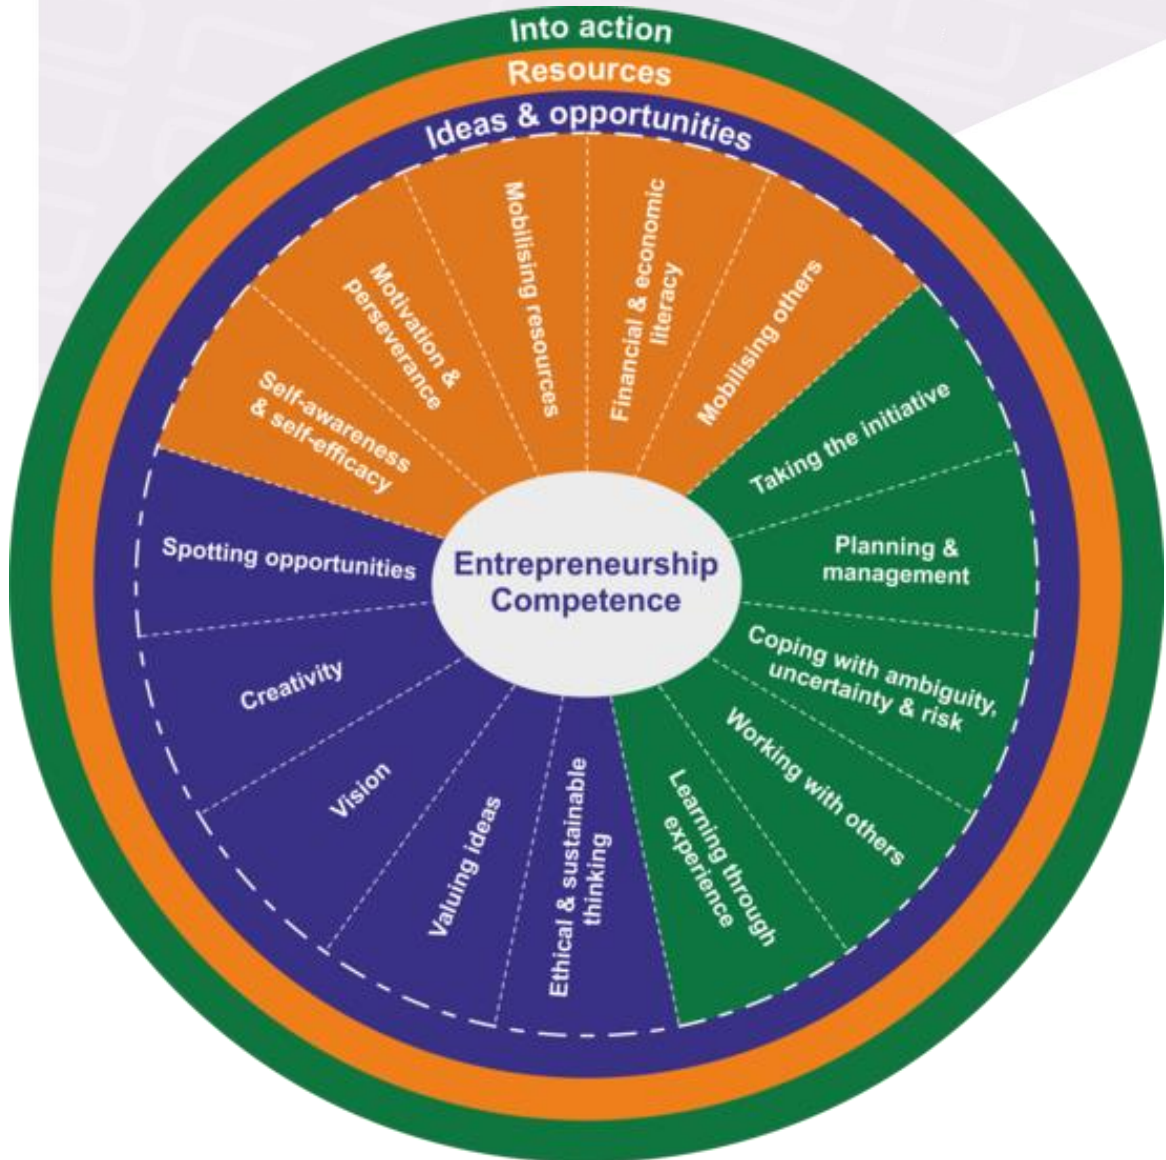 Into action
Resources
Ideas & opportunities
Self-awareness
& self-efficacy
Motivation &
perseverance
Mobilising resources
Financial & economic
literacy
Mobilising others
Taking the initiative
Planning &
management
Coping with ambiguity,
uncertainty & risk
Working with others
Learning through
experience
Ethical & sustainable
thinking
Valuing ideas
Vision
Creativity
Spotting opportunities
Entrepreneurship
Competence